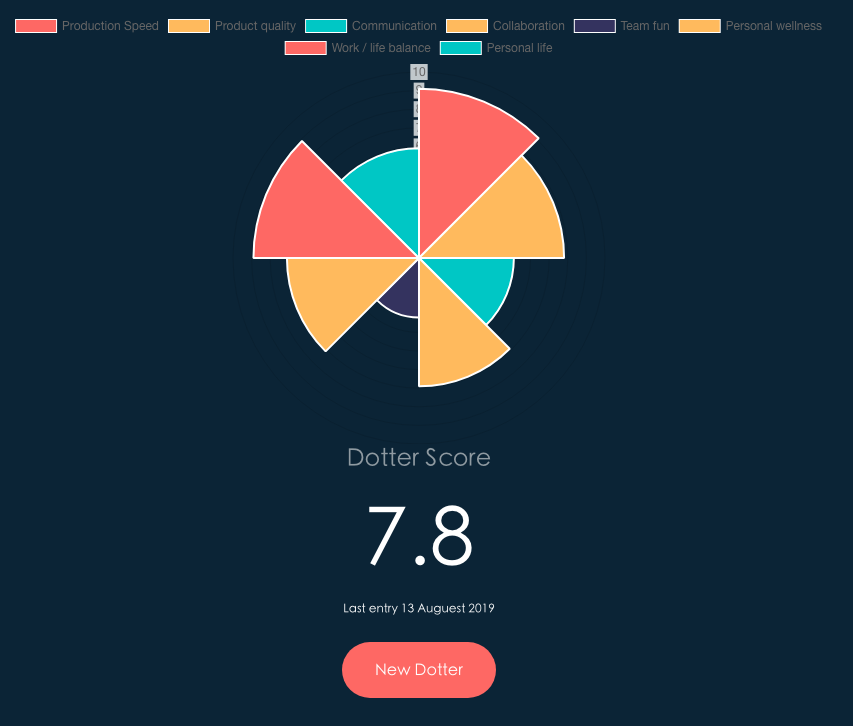 Production Speed Product quality Communication Collaboration Team fun Personal wellness
Work / life balance Personal life
10
9
Dotter Score
7.8
Last entry 13 Auguest 2019
New Dotter